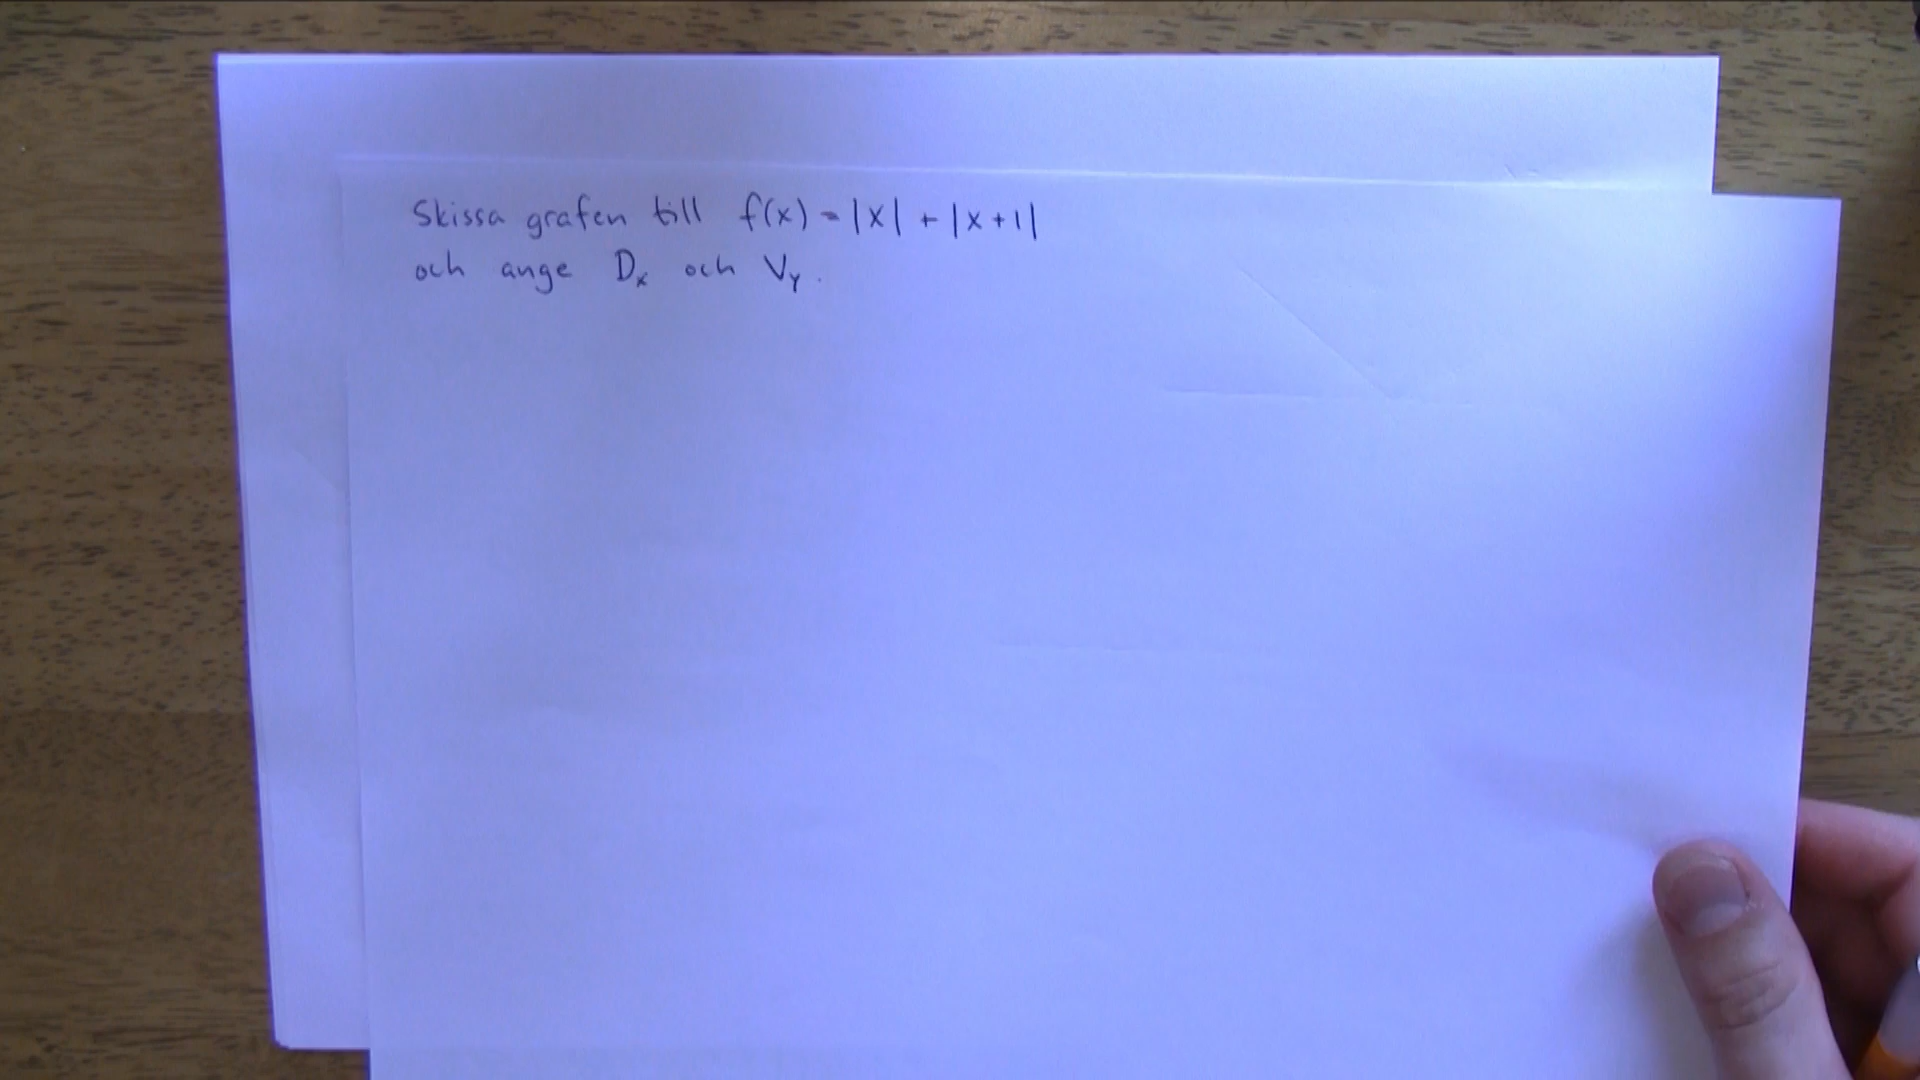 Skissa grafen till f(x) = |x| + |x+1|
och ange Dx och Vy.